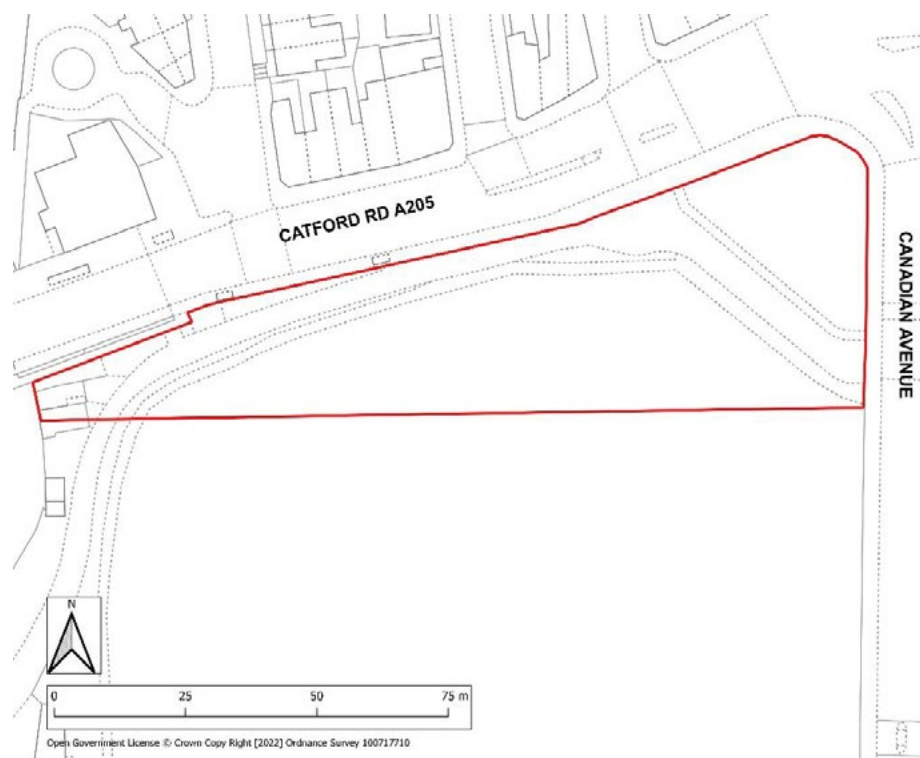 CATFORD RD A205
CANADIAN AVENUE
N
0 25 50 75 m
Open Government License © Crown Copy Right [2022] Ordnance Survey 100717710